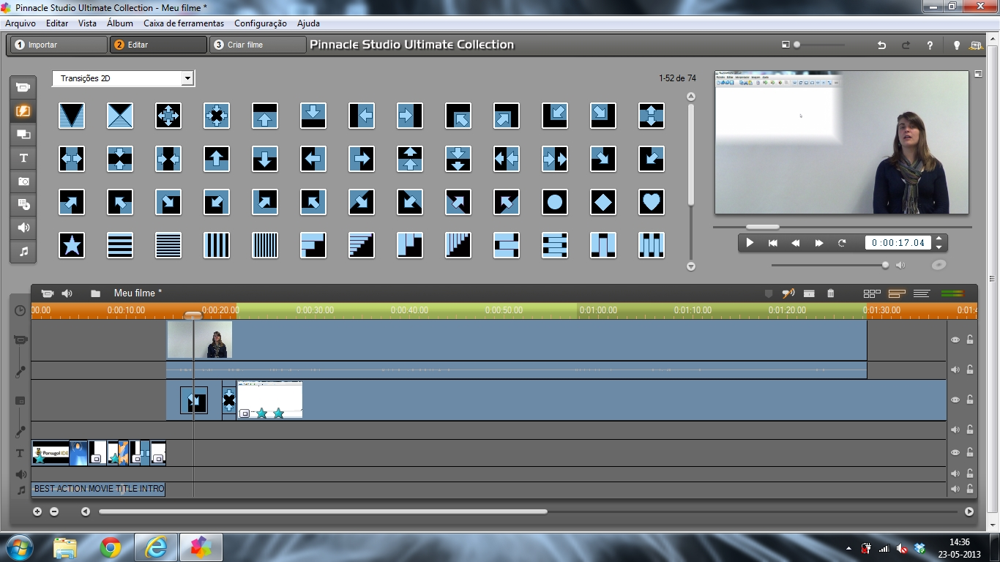 Pinnacle Studio Ultimate Collection - Meu filme *
Arquivo Editar Vista Álbum Caixa de ferramentas Configuração Ajuda
1 Importar 2 Editar 3 Criar filme Pinnacle Studio Ultimate Collection
Transições 2D 1-52 de 74
T
0:00:17.04
Meu filme *
00.00 0:00:10.00 0:00:20.00 0:00:30.00 0:00:40.00 0:00:50.00 0:01:00.00 0:01:10.00 0:01:20.00 0:01:30.00 0:01:4
T
Portugol IDE
BEST ACTION MOVIE TITLE INTRO
14:36
23-05-2013